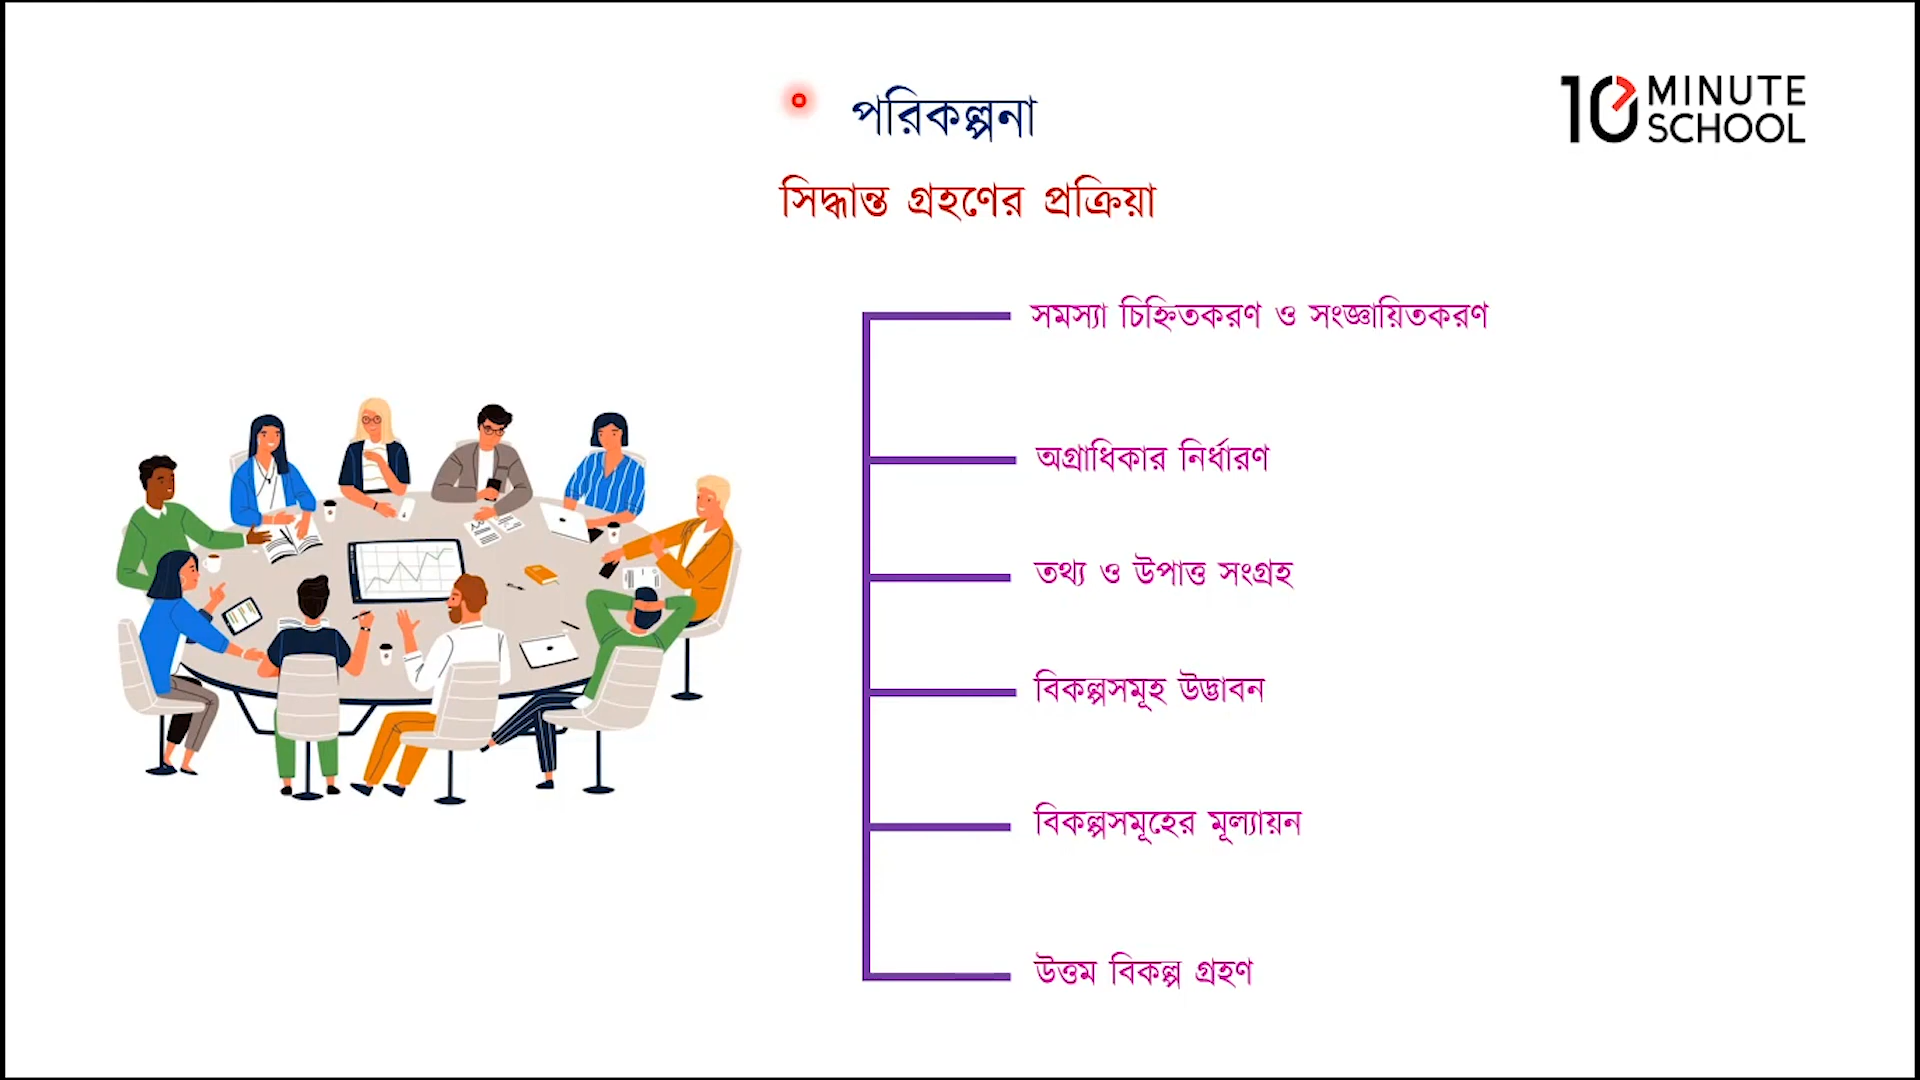 পরিকল্পনা
10 MINUTE SCHOOL
সিদ্ধান্ত গ্রহণের প্রক্রিয়া
সমস্যা চিহ্নিতকরণ ও সংজ্ঞায়িতকরণ
অগ্রাধিকার নির্ধারণ
তথ্য ও উপাত্ত সংগ্রহ
বিকল্পসমূহ উদ্ভাবন
বিকল্পসমূহের মূল্যায়ন
উত্তম বিকল্প গ্রহণ